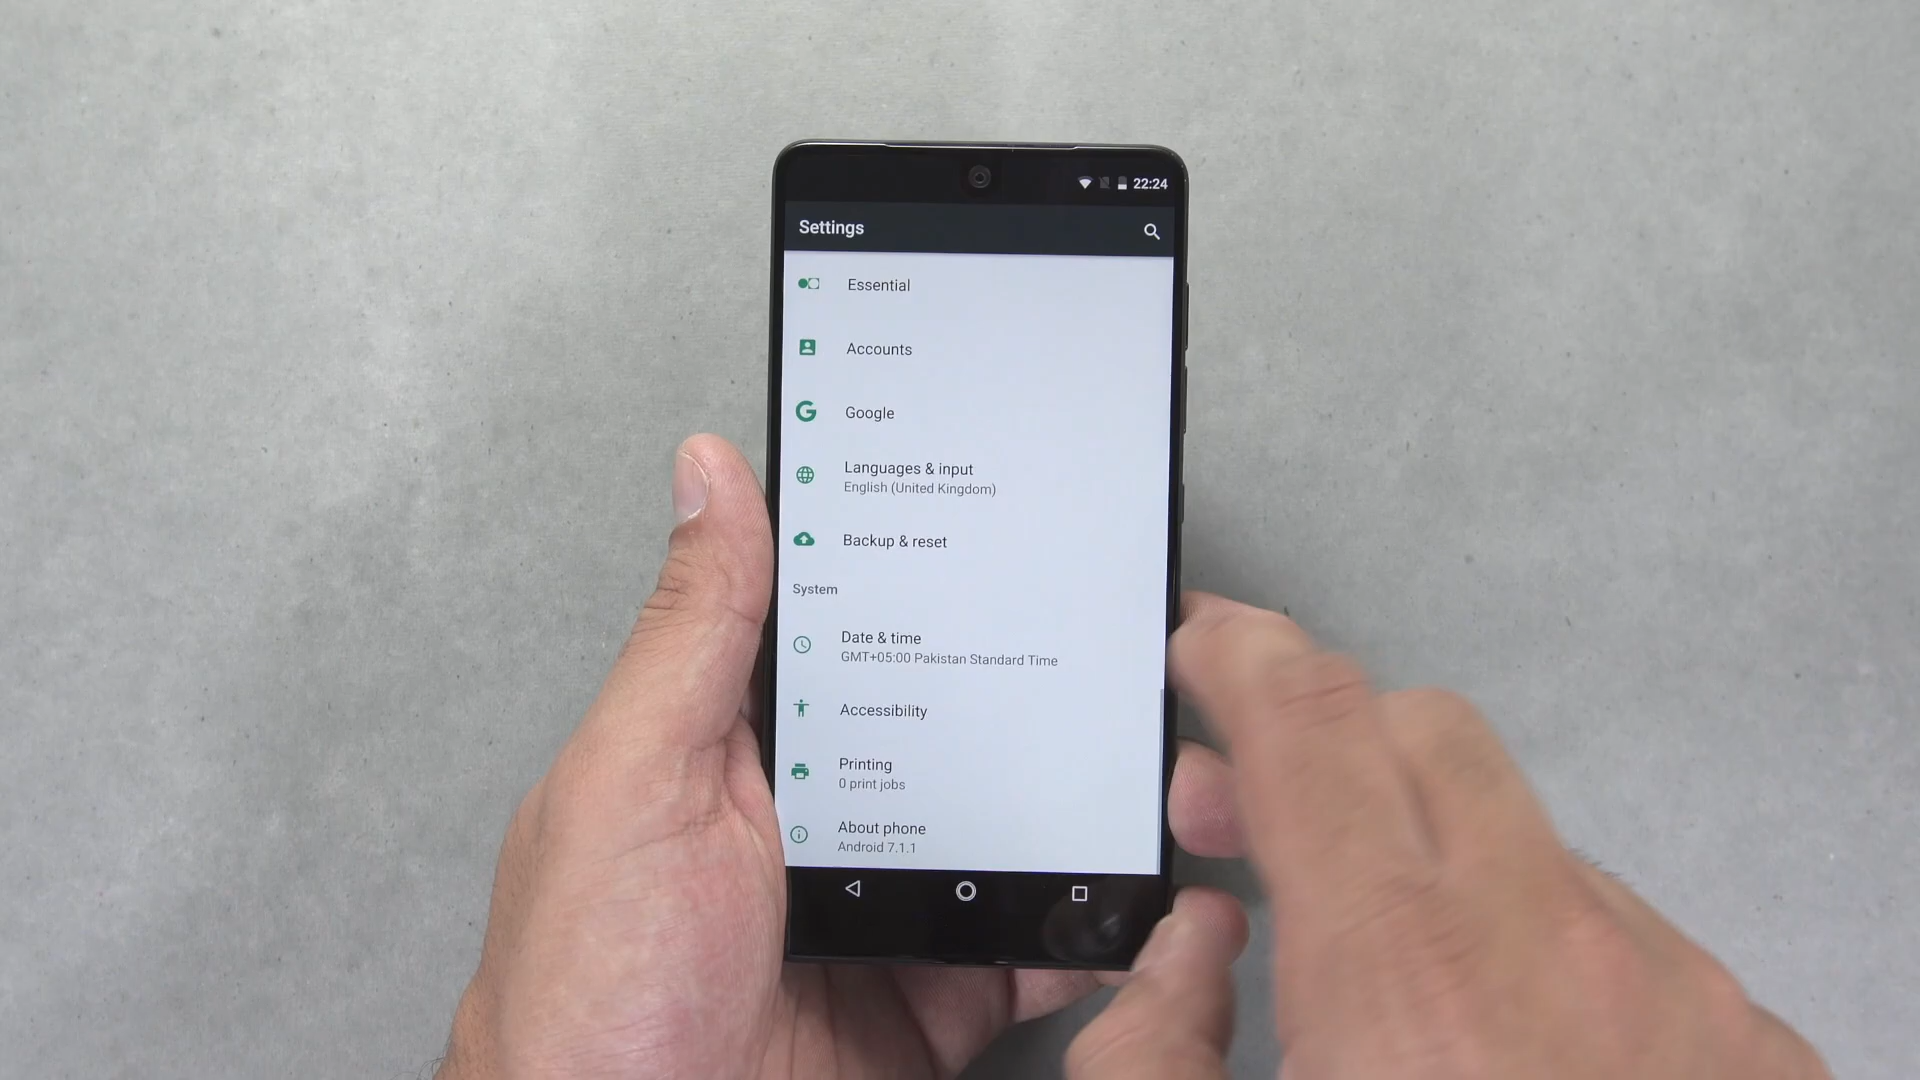 22:24
Settings
Essential
Accounts
Google
Languages & input
English (United Kingdom)
Backup & reset
System
Date & time
GMT+05:00 Pakistan Standard Time
Accessibility
Printing
0 print jobs
About phone
Android 7.1.1